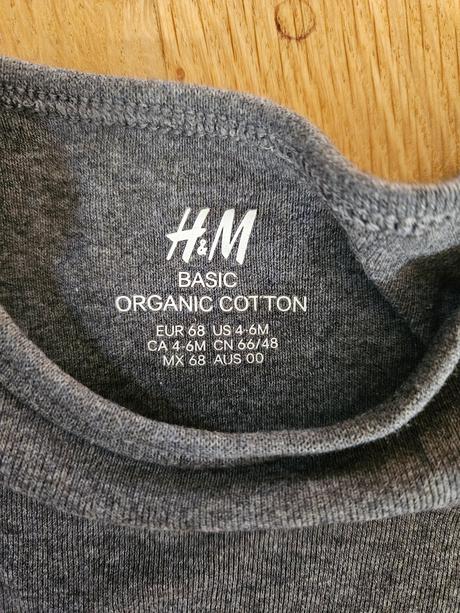 H&M
BASIC
ORGANIC COTTON
EUR 68 US 4-6M
CA 4-6M CN 66/48
MX 68 AUS 00